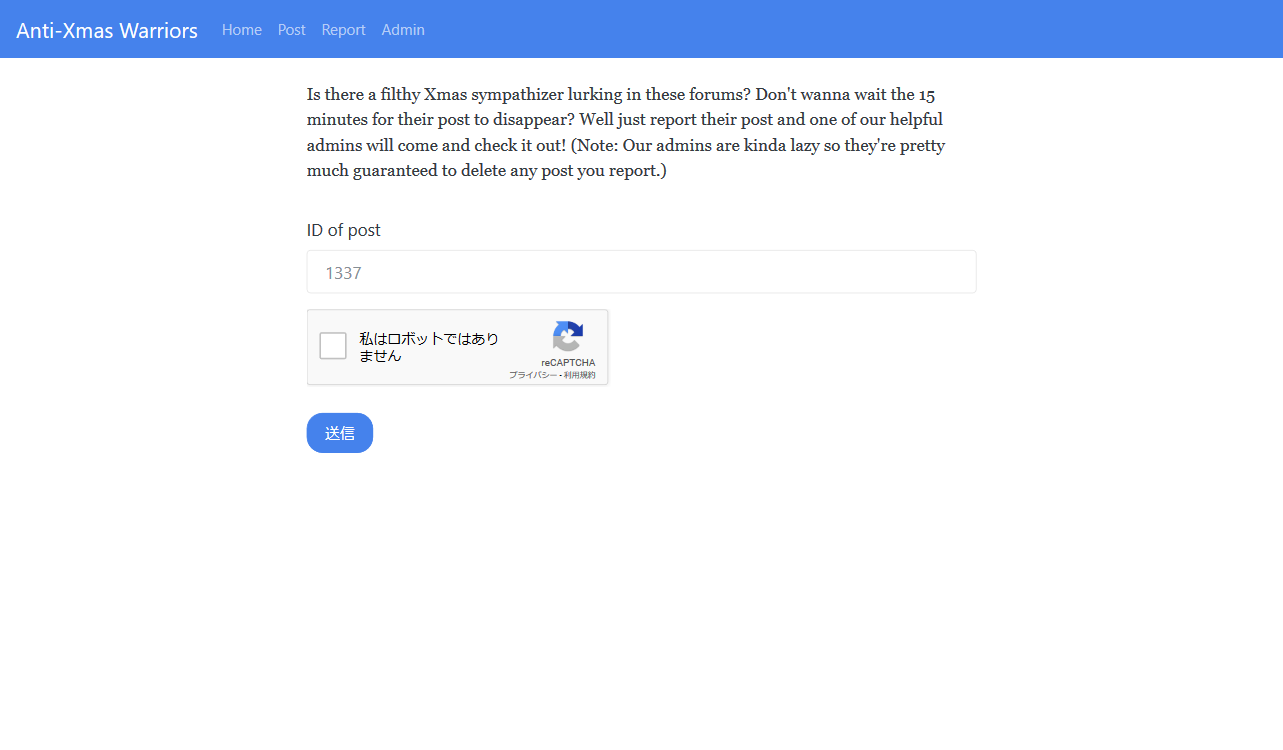 Anti-Xmas Warriors Home Post Report Admin
Is there a filthy Xmas sympathizer lurking in these forums? Don't wanna wait the 15
minutes for their post to disappear? Well just report their post and one of our helpful
admins will come and check it out! (Note: Our admins are kinda lazy so they're pretty
much guaranteed to delete any post you report.)
ID of post
1337
私はロボットではあり
ません
reCAPTCHA
プライバシー - 利用規約
送信